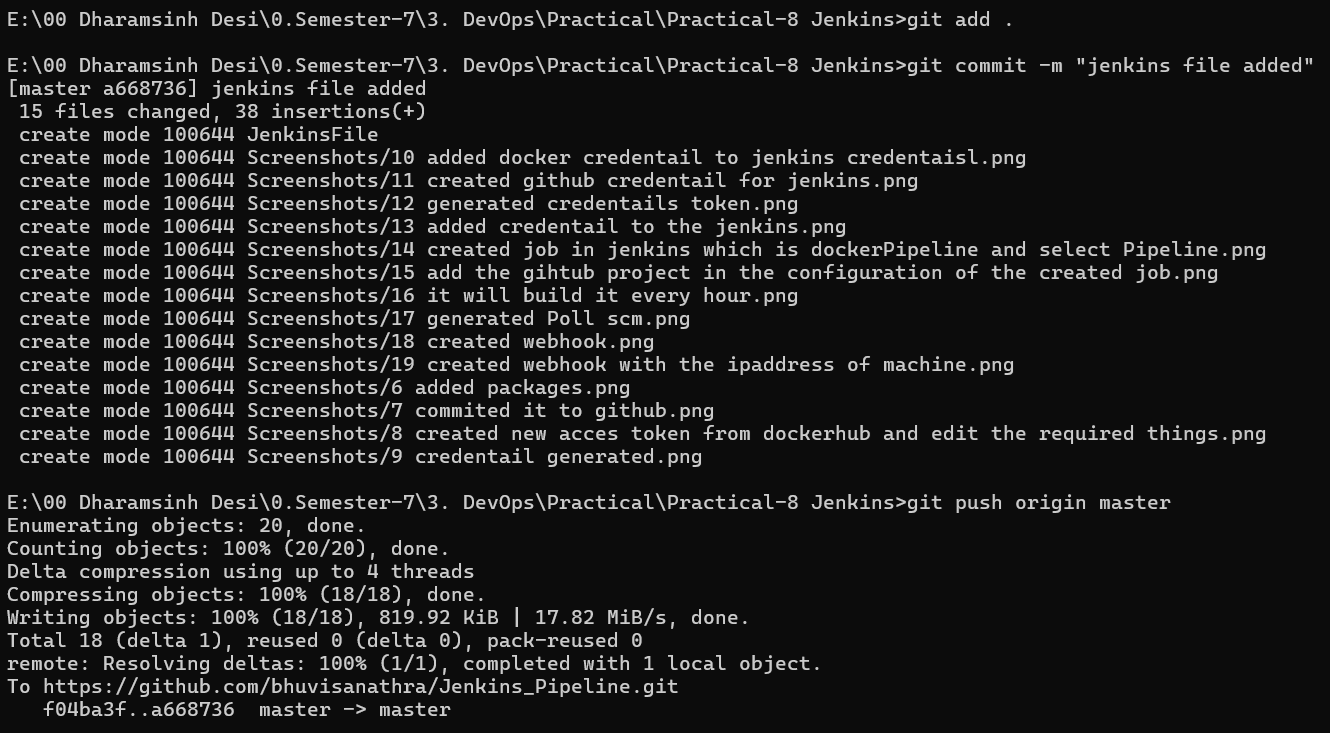 E:\00 Dharamsinh Desi\0.Semester-7\3. DevOps\Practical\Practical-8 Jenkins>git add .
E:\00 Dharamsinh Desi\0.Semester-7\3. DevOps\Practical\Practical-8 Jenkins>git commit -m "jenkins file added"
[master a668736] jenkins file added
15 files changed, 38 insertions(+)
create mode 100644 JenkinsFile
create mode 100644 Screenshots/10 added docker credentail to jenkins credentaisl.png
create mode 100644 Screenshots/11 created github credentail for jenkins.png
create mode 100644 Screenshots/12 generated credentails token.png
create mode 100644 Screenshots/13 added credentail to the jenkins.png
create mode 100644 Screenshots/14 created job in jenkins which is dockerPipeline and select Pipeline.png
create mode 100644 Screenshots/15 add the gihtub project in the configuration of the created job.png
create mode 100644 Screenshots/16 it will build it every hour.png
create mode 100644 Screenshots/17 generated Poll scm.png
create mode 100644 Screenshots/18 created webhook.png
create mode 100644 Screenshots/19 created webhook with the ipaddress of machine.png
create mode 100644 Screenshots/6 added packages.png
create mode 100644 Screenshots/7 commited it to github.png
create mode 100644 Screenshots/8 created new acces token from dockerhub and edit the required things.png
create mode 100644 Screenshots/9 credentail generated.png
E:\00 Dharamsinh Desi\0.Semester-7\3. DevOps\Practical\Practical-8 Jenkins>git push origin master
Enumerating objects: 20, done.
Counting objects: 100% (20/20), done.
Delta compression using up to 4 threads
Compressing objects: 100% (18/18), done.
Writing objects: 100% (18/18), 819.92 KiB | 17.82 MiB/s, done.
Total 18 (delta 1), reused 0 (delta 0), pack-reused 0
remote: Resolving deltas: 100% (1/1), completed with 1 local object.
To https://github.com/bhuvisanathra/Jenkins_Pipeline.git
f04ba3f..a668736  master -> master